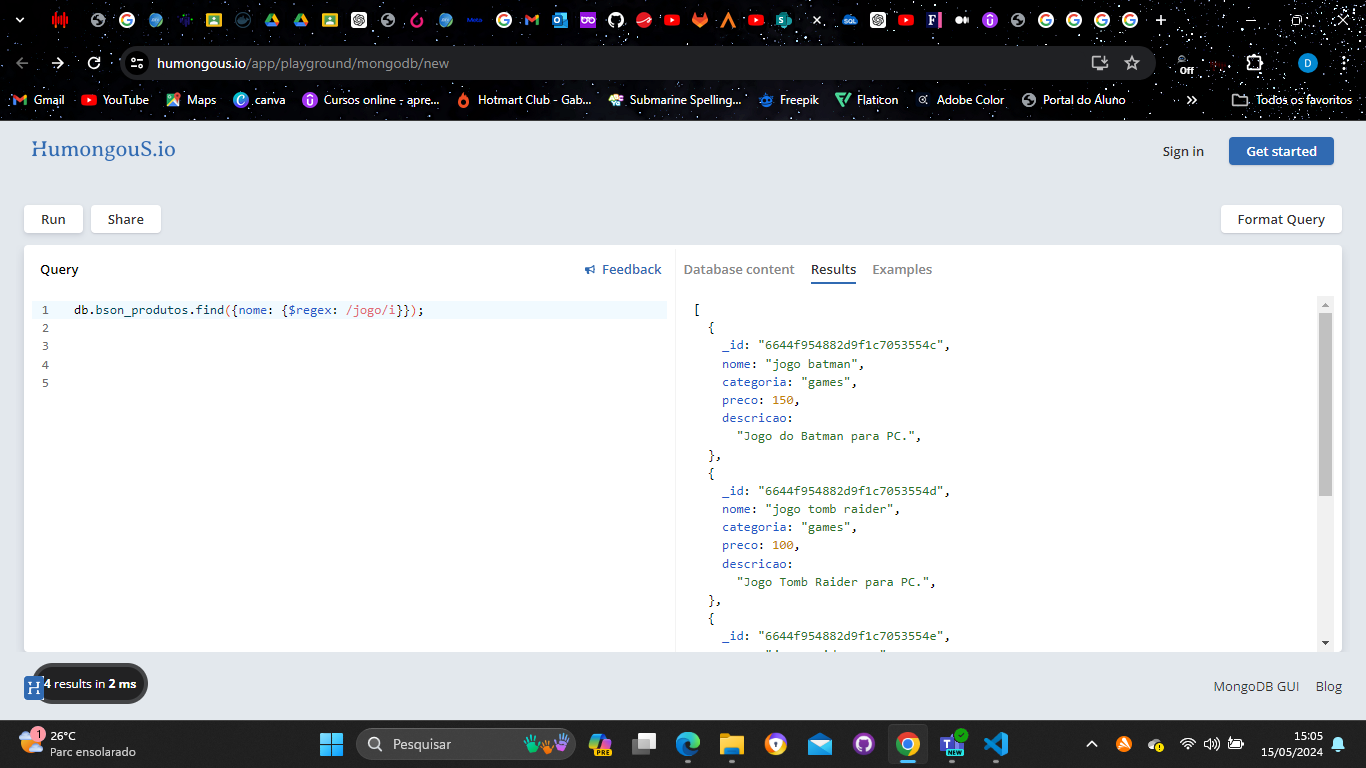 humongous.io/app/playground/mongodb/new
Off
D
Gmail
YouTube
Maps
canva
Cursos online - apre...
Hotmart Club - Gab...
Submarine Spelling...
Freepik
Flaticon
Adobe Color
Portal do Aluno
»
Todos os favoritos
HumongouS.io
Sign in
Get started
Run
Share
Format Query
Query
Feedback
Database content
Results
Examples
1 db.bson_produtos.find({nome: {$regex: /jogo/i}});
2
3
4
5
[
{
_id: "6644f954882d9f1c7053554c",
nome: "jogo batman",
categoria: "games",
preco: 150,
descricao:
"Jogo do Batman para PC.",
},
{
_id: "6644f954882d9f1c7053554d",
nome: "jogo tomb raider",
categoria: "games",
preco: 100,
descricao:
"Jogo Tomb Raider para PC.",
},
{
_id: "6644f954882d9f1c7053554e",
H
4 results in 2 ms
MongoDB GUI
Blog
1
26°C
Parc ensolarado
Pesquisar
PRE
NEW
15:05
15/05/2024